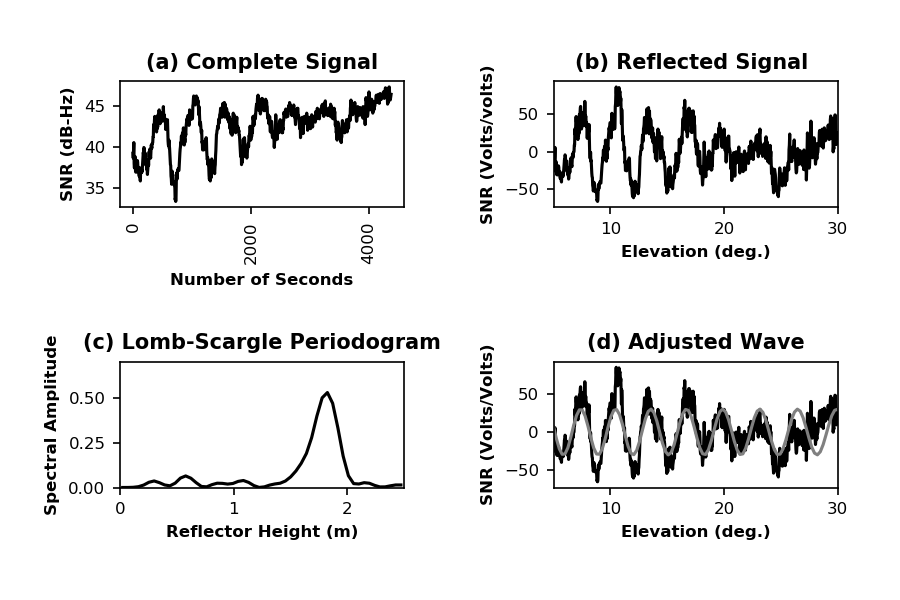 (a) Complete Signal
SNR (dB-Hz)
45
40
35
0
2000
4000
Number of Seconds
(b) Reflected Signal
SNR (Volts/volts)
50
0
−50
10
20
30
Elevation (deg.)
(c) Lomb-Scargle Periodogram
Spectral Amplitude
0.50
0.25
0.00
0
1
2
Reflector Height (m)
(d) Adjusted Wave
SNR (Volts/Volts)
50
0
−50
10
20
30
Elevation (deg.)